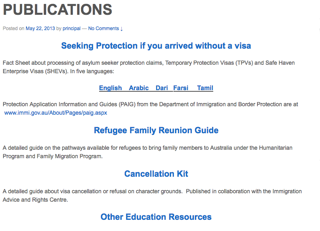 PUBLICATIONS
Posted on May 22, 2013 by principal — No Comments ↓
Seeking Protection if you arrived without a visa
Fact Sheet about processing of asylum seeker protection claims, Temporary Protection Visas (TPVs) and Safe Haven
Enterprise Visas (SHEVs). In five languages:
English Arabic Dari Farsi Tamil
Protection Application Information and Guides (PAIG) from the Department of Immigration and Border Protection are at
www.immi.gov.au/About/Pages/paig.aspx
Refugee Family Reunion Guide
A detailed guide on the pathways available for refugees to bring family members to Australia under the Humanitarian
Program and Family Migration Program.
Cancellation Kit
A detailed guide about visa cancellation or refusal on character grounds. Published in collaboration with the Immigration
Advice and Rights Centre.
Other Education Resources